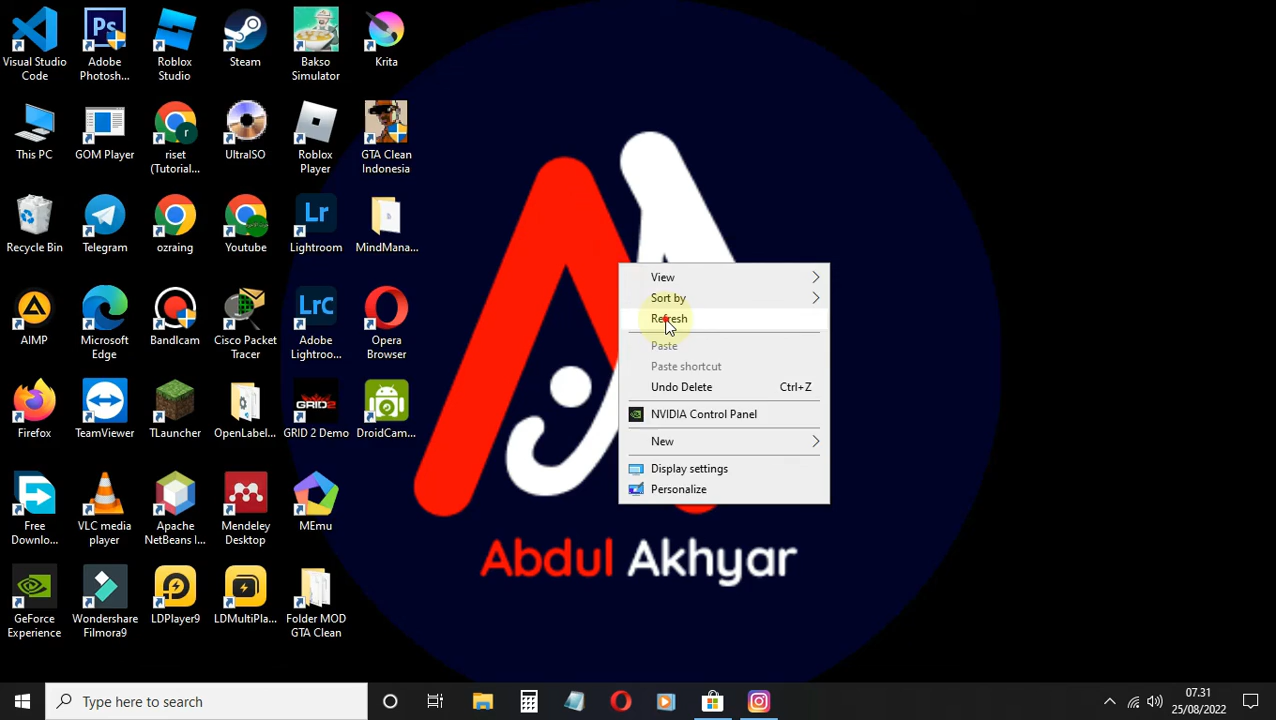 Visual Studio
Code
Adobe
Photosh...
Roblox
Studio
Steam
Bakso
Simulator
Krita
This PC
GOM Player
riset
(Tutorial...
UltraISO
Roblox
Player
GTA Clean
Indonesia
Recycle Bin
Telegram
ozraing
Youtube
Lightroom
MindMana...
AIMP
Microsoft
Edge
Bandicam
Cisco Packet
Tracer
Adobe
Lightroo...
Opera
Browser
Firefox
TeamViewer
TLauncher
OpenLabel...
GRID 2 Demo
DroidCam...
Free
Downlo...
VLC media
player
Apache
NetBeans I...
Mendeley
Desktop
MEmu
GeForce
Experience
Wondershare
Filmora9
LDPlayer9
LDMultiPla...
Folder MOD
GTA Clean
Ps
r
Lr
LrC
GRID2
View
Sort by
Refresh
Paste
Paste shortcut
Undo Delete Ctrl+Z
NVIDIA Control Panel
New
Display settings
Personalize
Abdul Akhyar
Type here to search
07.31
25/08/2022